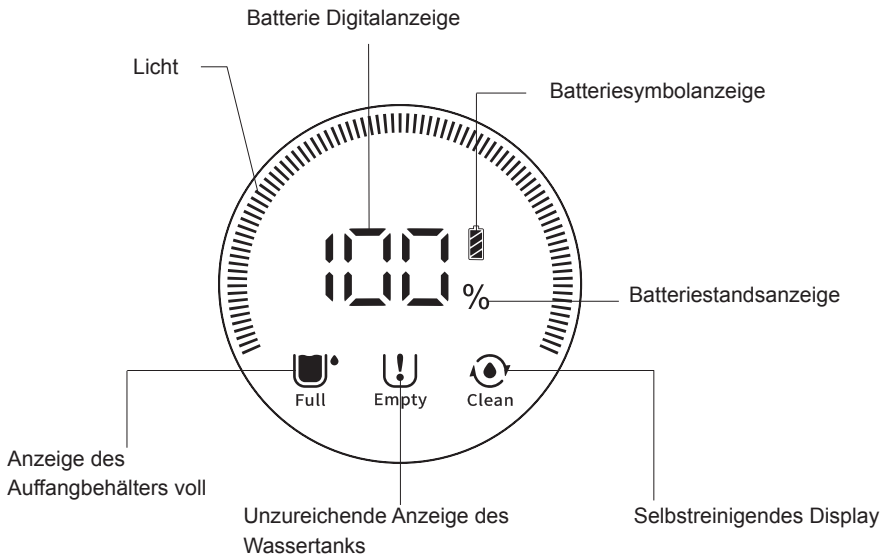 Batterie Digitalanzeige
Licht
Batteriesymbolanzeige
100
%
Batteriestandsanzeige
Full
Empty
Clean
Anzeige des
Auffangbehälters voll
Unzureichende Anzeige des
Wassertanks
Selbstreinigendes Display